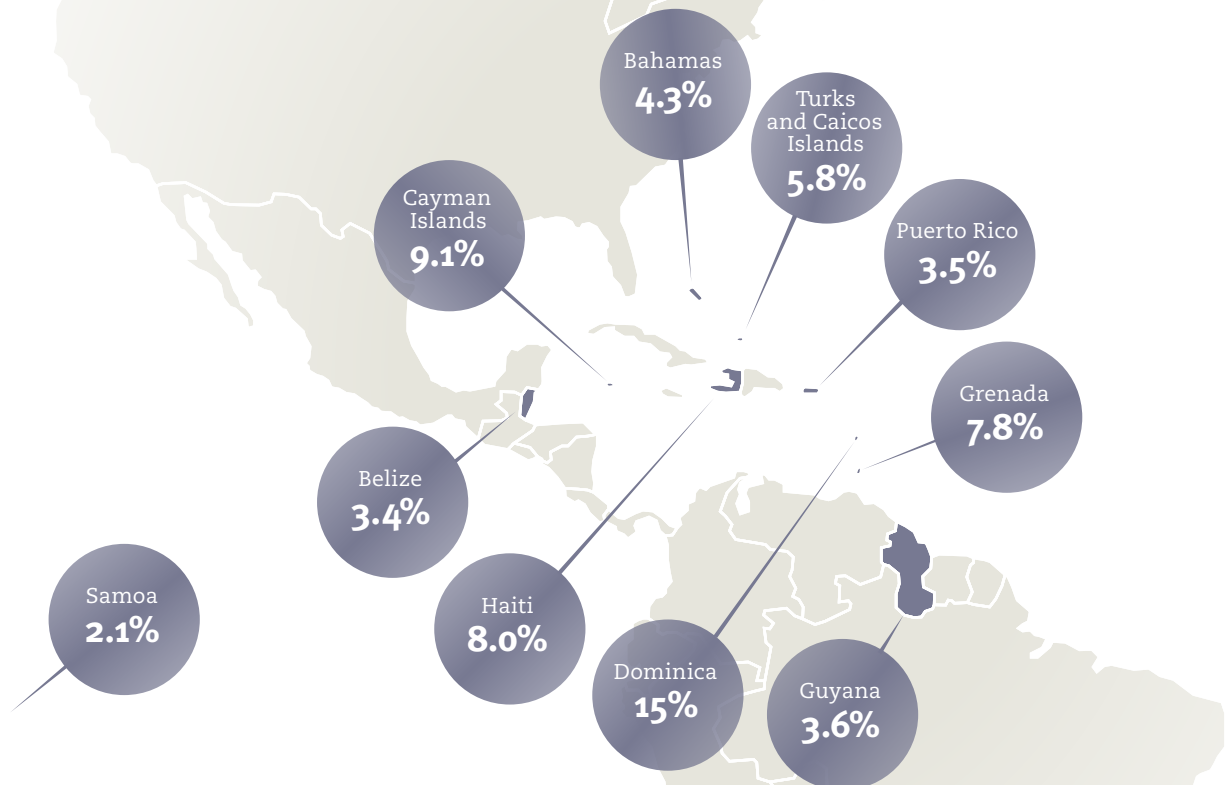 Bahamas
4.3%
Turks
and Caicos
Islands
5.8%
Cayman
Islands
9.1%
Puerto Rico
3.5%
Grenada
7.8%
Belize
3.4%
Samoa
2.1%
Haiti
8.0%
Dominica
15%
Guyana
3.6%